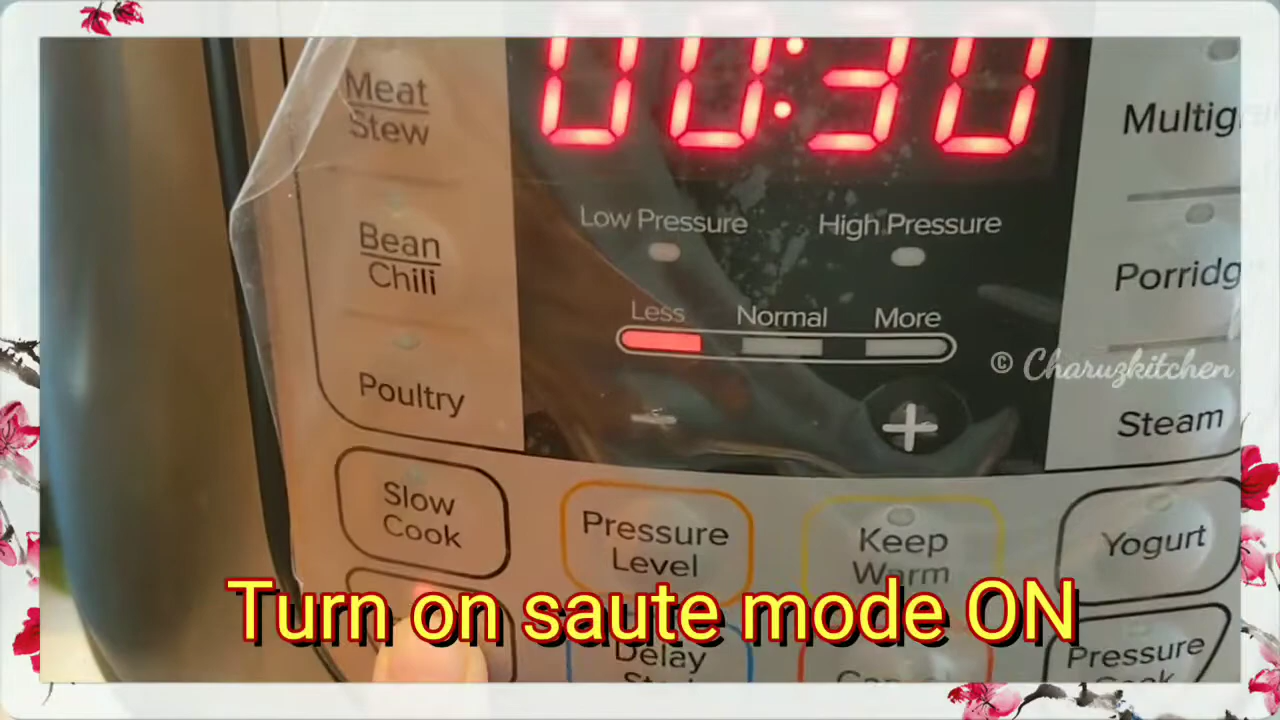 00:30
Meat
Stew
Multig
Low Pressure
High Pressure
Bean
Chili
Porridg
Less
Normal
More
© Charuzkitchen
Poultry
Steam
Slow
Cook
Pressure
Level
Keep
Warm
Yogurt
Turn on saute mode ON
Delay
Pressure
Cook